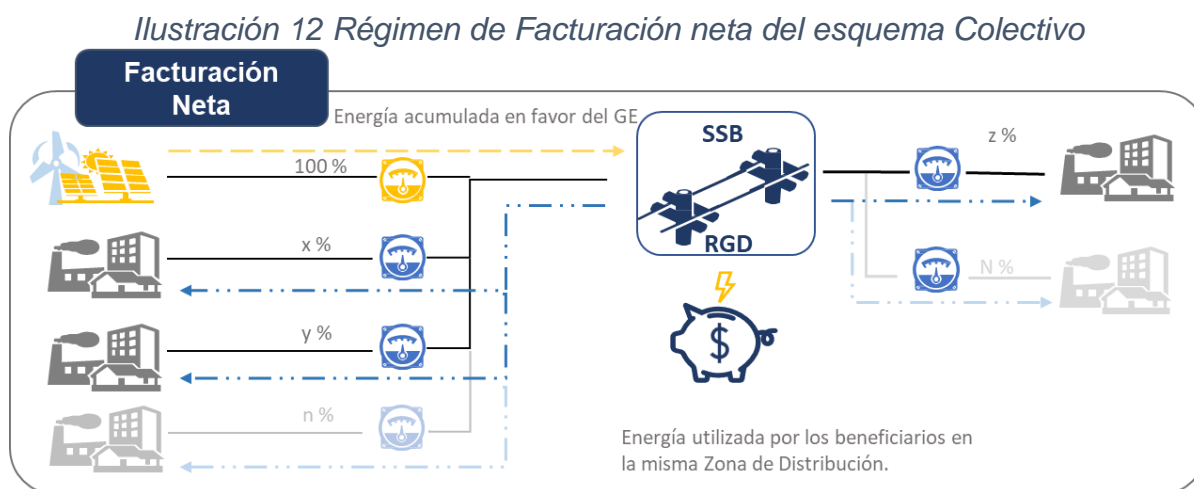 Ilustración 12 Régimen de Facturación neta del esquema Colectivo
Facturación
Neta
Energía acumulada en favor del GE
100 %
x %
y %
n %
SSB
RGD
$
z %
N %
Energía utilizada por los beneficiarios en
la misma Zona de Distribución.